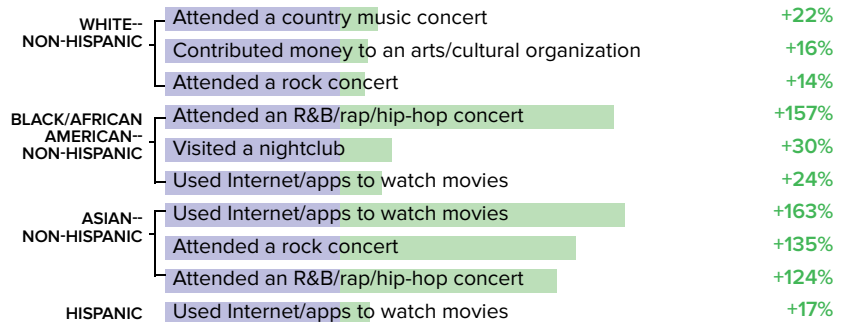 WHITE--
NON-HISPANIC
Attended a country music concert +22%
Contributed money to an arts/cultural organization +16%
Attended a rock concert +14%
BLACK/AFRICAN
AMERICAN--
NON-HISPANIC
Attended an R&B/rap/hip-hop concert +157%
Visited a nightclub +30%
Used Internet/apps to watch movies +24%
ASIAN--
NON-HISPANIC
Used Internet/apps to watch movies +163%
Attended a rock concert +135%
Attended an R&B/rap/hip-hop concert +124%
HISPANIC Used Internet/apps to watch movies +17%